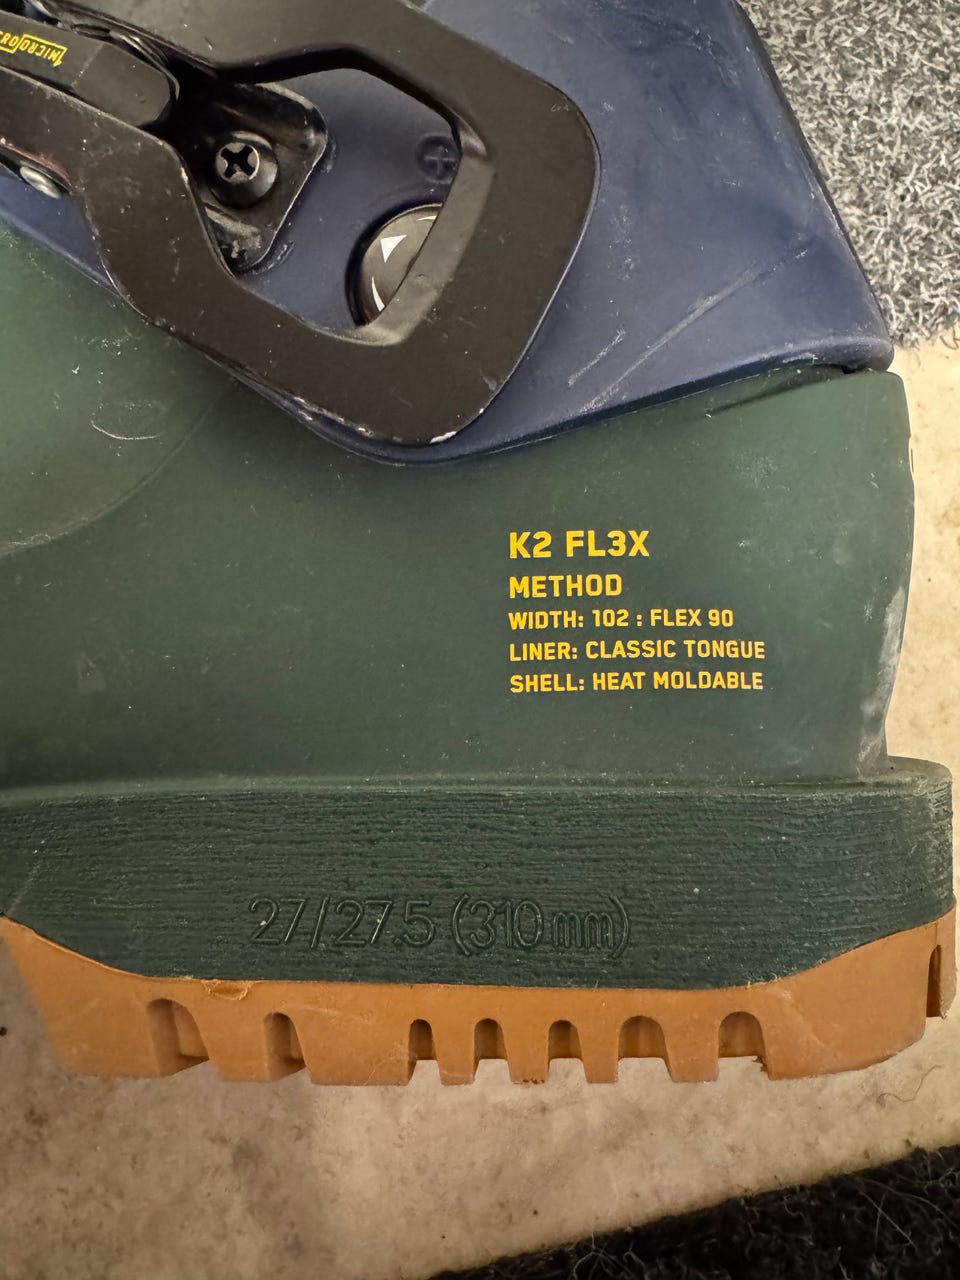 K2 FL3X
METHOD
WIDTH: 102 : FLEX 90
LINER: CLASSIC TONGUE
SHELL: HEAT MOLDABLE
27/27.5 (310mm)